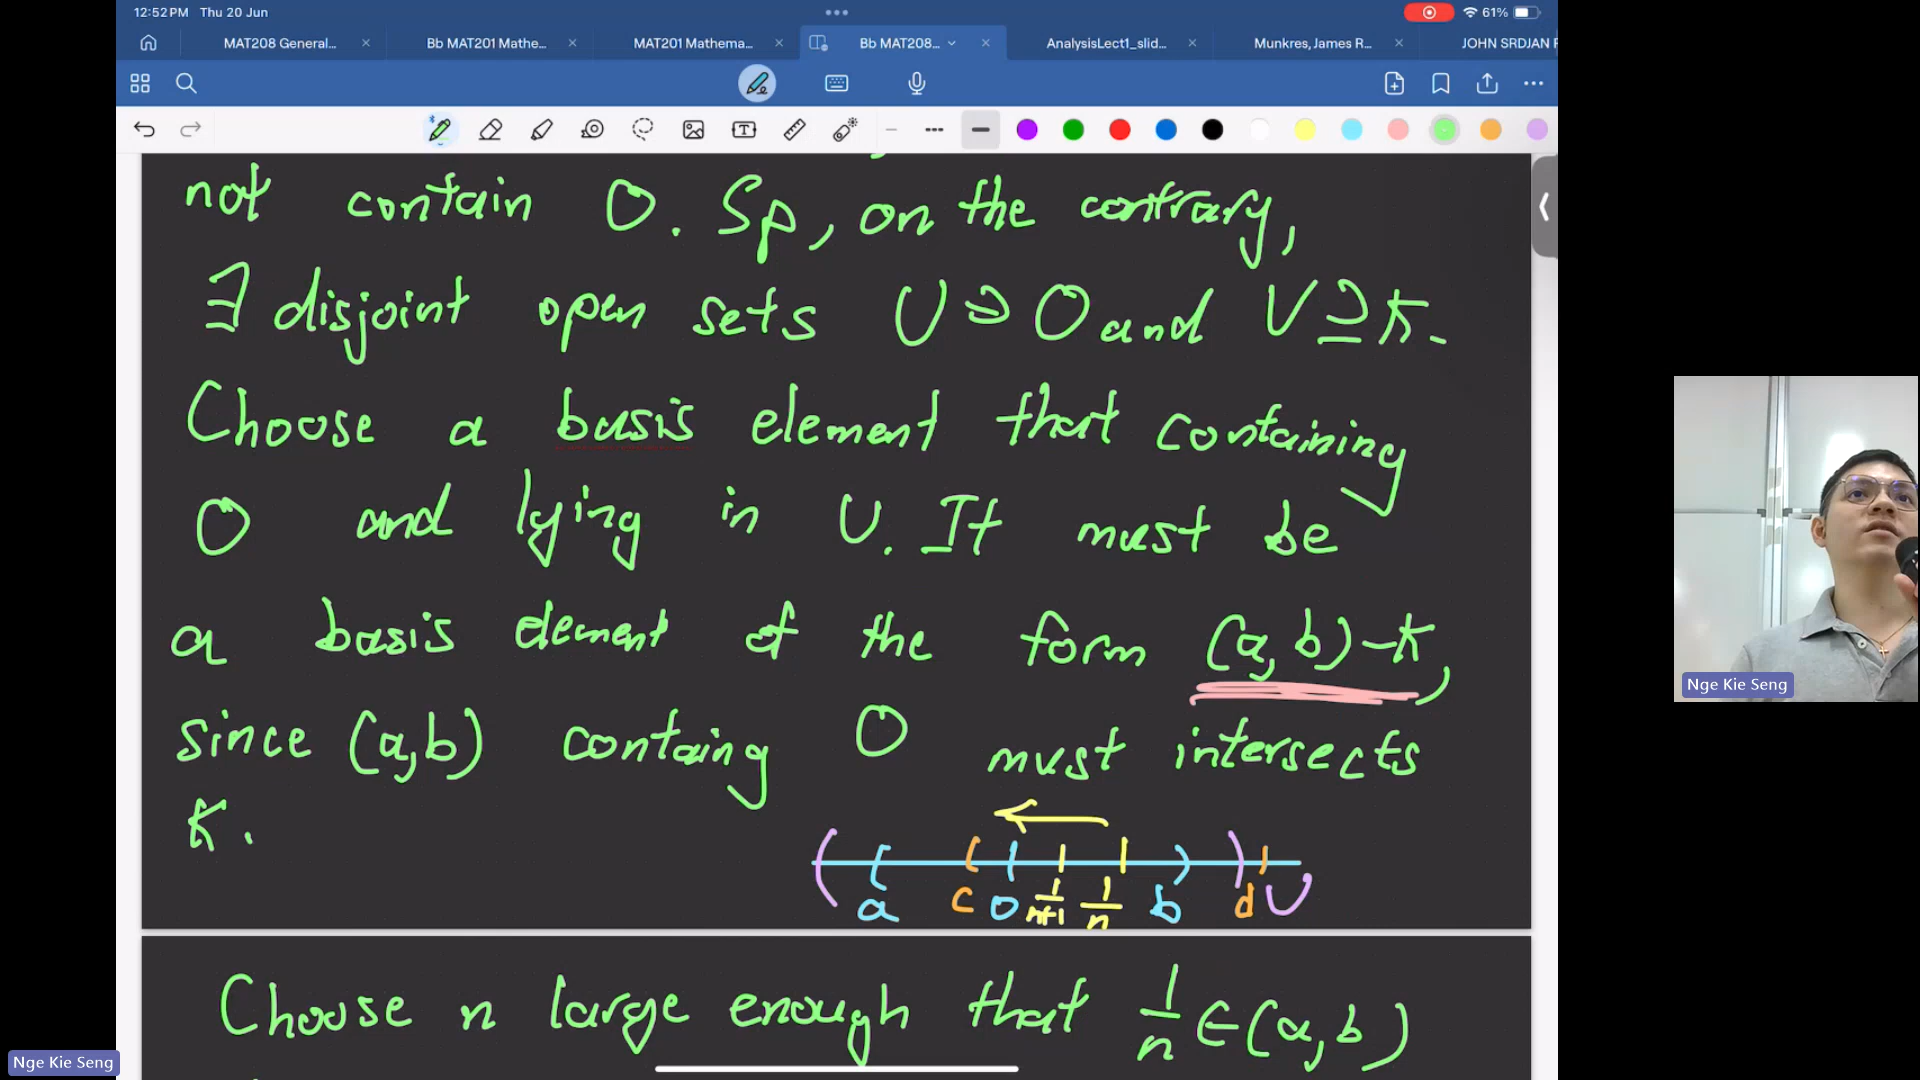 12:52 PM Thu 20 Jun
61%
MAT208 General...
Bb MAT201 Mathe...
MAT201 Mathema...
Bb MAT208...
AnalysisLect1_slid...
Munkres, James R...
JOHN SRDJAN P
not contain 0. Sp, on the contrary,
∃ disjoint open sets U ∋ 0 and V ⊇ K.
Choose a basis element that containing
0 and lying in U. It must be
a basis element of the form (a, b) - K,
since (a,b) containg 0 must intersects
K.
a c 0 1/n+1 1/n b d U
Choose n large enough that 1/n ∈ (a, b)
Nge Kie Seng
Nge Kie Seng